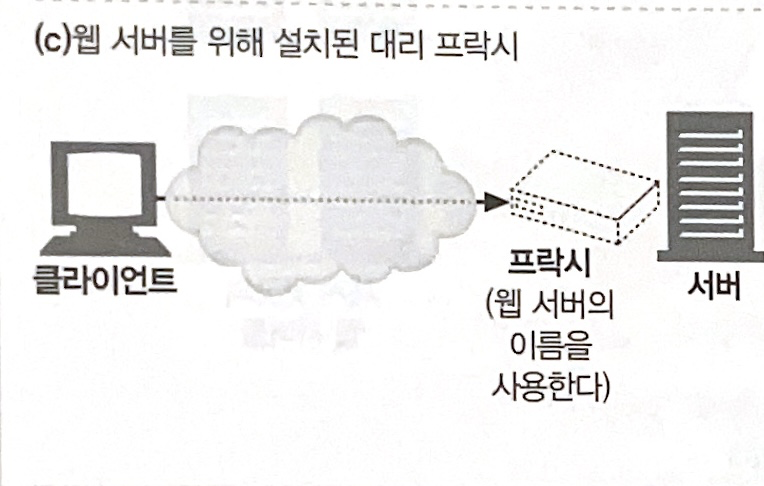 (c)웹 서버를 위해 설치된 대리 프락시
클라이언트
프락시
(웹 서버의
이름을
사용한다)
서버